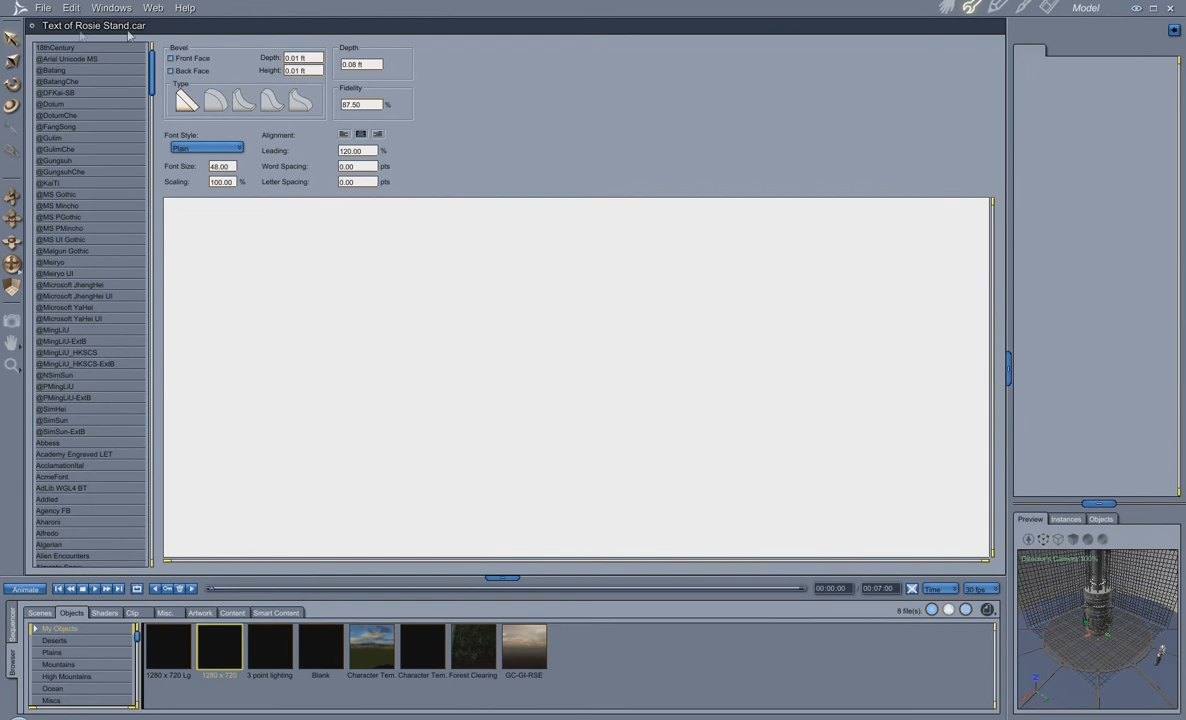 File Edit Windows Web Help Model
Text of Rosie Stand.car
18thCentury
@Arial Unicode MS
@Batang
@BatangChe
@DFKai-SB
@Dotum
@DotumChe
@FangSong
@Gulim
@GulimChe
@Gungsuh
@GungsuhChe
@KaiTi
@MS Gothic
@MS Mincho
@MS PGothic
@MS PMincho
@MS UI Gothic
@Malgun Gothic
@Meiryo
@Meiryo UI
@Microsoft JhengHei
@Microsoft JhengHei UI
@Microsoft YaHei
@Microsoft YaHei UI
@MingLiU
@MingLiU-ExtB
@MingLiU_HKSCS
@MingLiU_HKSCS-ExtB
@NSimSun
@PMingLiU
@PMingLiU-ExtB
@SimHei
@SimSun
@SimSun-ExtB
Abbess
Academy Engraved LET
AcclamationItal
AcmeFont
AdLib WGL4 BT
Addled
Agency FB
Aharoni
Alfredo
Algerian
Alien Encounters
Bevel
Front Face Depth: 0.01 ft
Back Face Height: 0.01 ft
Type
Depth
0.08 ft
Fidelity
87.50 %
Font Style: Alignment:
Plain
Leading: 120.00 %
Font Size: 48.00 Word Spacing: 0.00 pts
Scaling: 100.00 % Letter Spacing: 0.00 pts
Preview Instances Objects
Director's Camera 100%
Animate 00:00:00 / 00:07:00 Time 30 fps
Sequencer
Browser
Scenes Objects Shaders Clip Misc. Artwork Content Smart Content 8 file(s).
My Objects
Deserts
Plains
Mountains
High Mountains
Ocean
Miscs
1280 x 720 Lg 1280 x 720 3 point lighting Blank Character Terr. Character Terr. Forest Clearing GC-GI-RSE